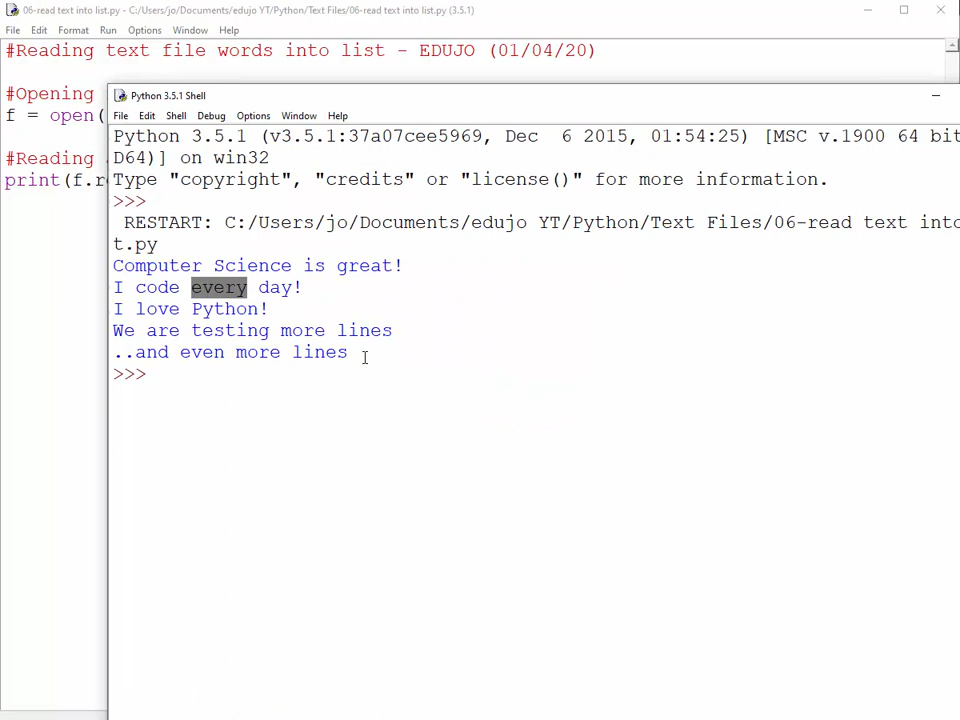 06-read text into list.py - C:/Users/jo/Documents/edujo YT/Python/Text Files/06-read text into list.py (3.5.1)
File Edit Format Run Options Window Help
#Reading text file words into list - EDUJO (01/04/20)
#Opening
f = open(
#Reading
print(f.r
Python 3.5.1 Shell
File Edit Shell Debug Options Window Help
Python 3.5.1 (v3.5.1:37a07cee5969, Dec  6 2015, 01:54:25) [MSC v.1900 64 bit
D64)] on win32
Type "copyright", "credits" or "license()" for more information.
>>>
RESTART: C:/Users/jo/Documents/edujo YT/Python/Text Files/06-read text into
t.py
Computer Science is great!
I code every day!
I love Python!
We are testing more lines
..and even more lines
>>>